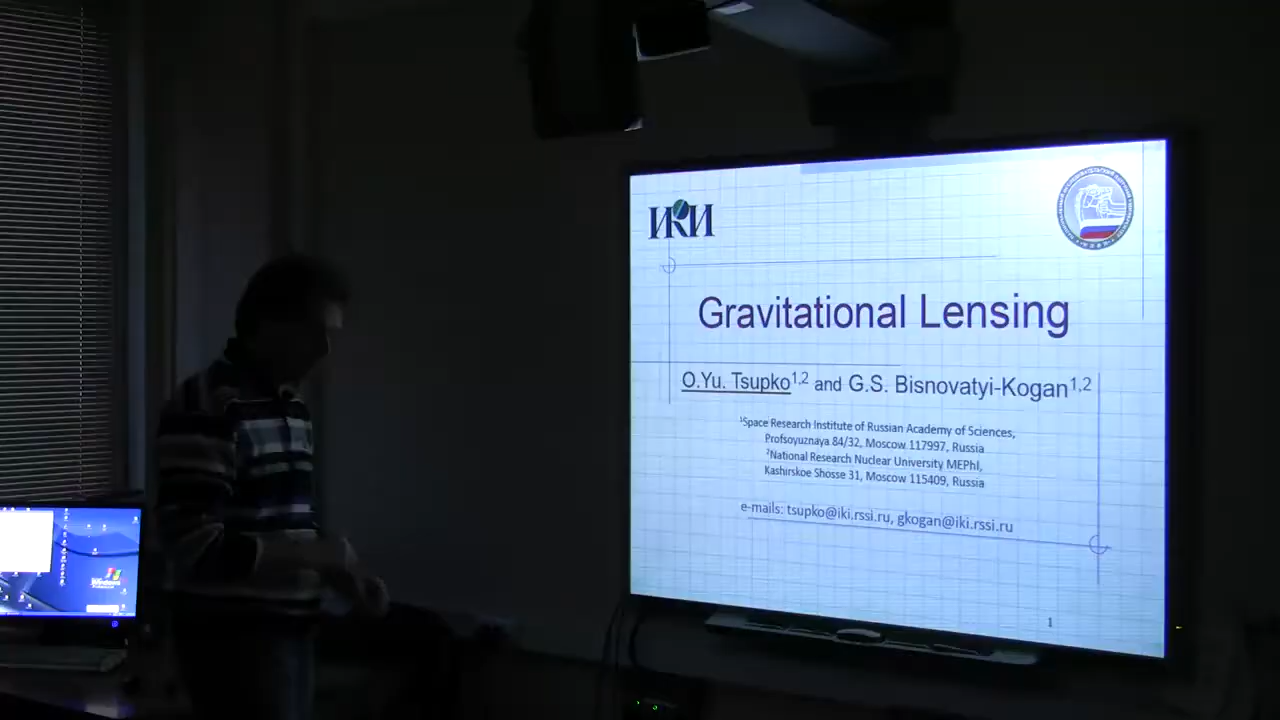 ИКИ
Gravitational Lensing
O.Yu. Tsupko1,2 and G.S. Bisnovatyi-Kogan1,2
1Space Research Institute of Russian Academy of Sciences,
Profsoyuznaya 84/32, Moscow 117997, Russia
2National Research Nuclear University MEPhI,
Kashirskoe Shosse 31, Moscow 115409, Russia
e-mails: tsupko@iki.rssi.ru, gkogan@iki.rssi.ru
1
Windows